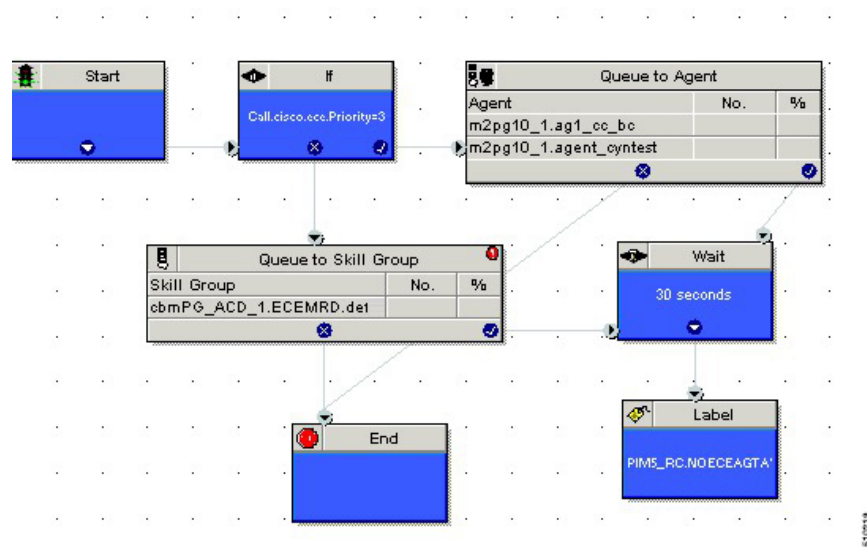 Start
If
Call.cisco.ece.Priority=3
Queue to Agent
Agent No. %
m2pg10_1.ag1_cc_bc
m2pg10_1.agent_cyntest
Queue to Skill Group
Skill Group No. %
cbmPG_ACD_1.ECEMRD.def
Wait
30 seconds
End
Label
PIM5_RC.NOECEAGTA